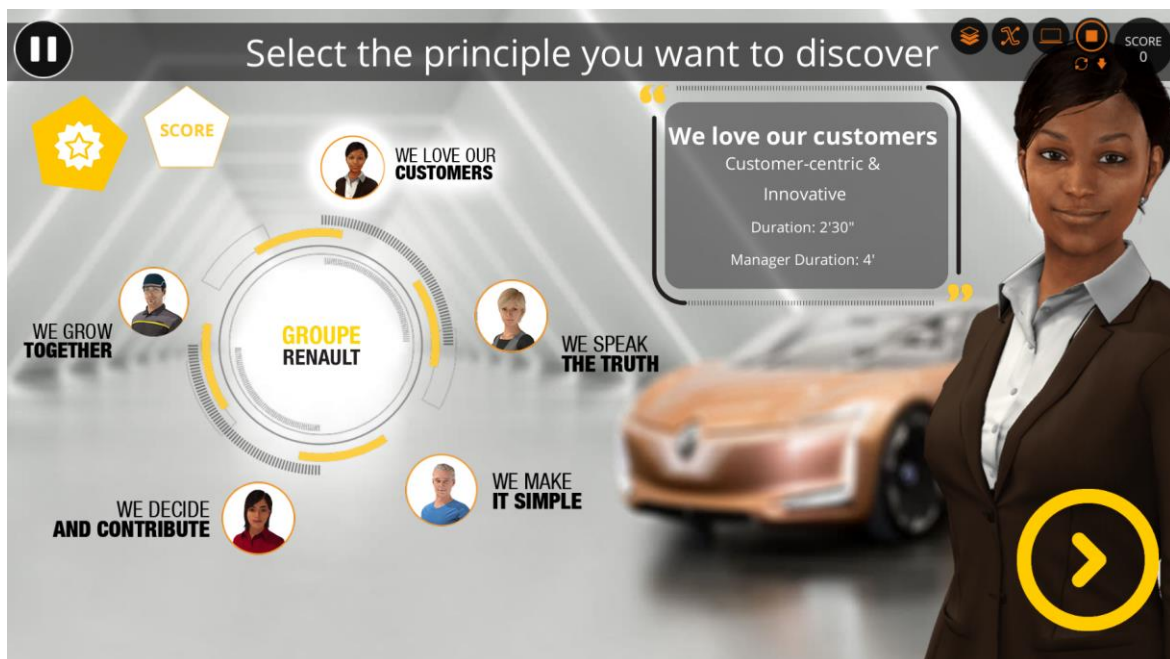 Select the principle you want to discover
SCORE
0
SCORE
WE LOVE OUR
CUSTOMERS
We love our customers
Customer-centric &
Innovative
Duration: 2'30"
Manager Duration: 4'
WE GROW
TOGETHER
GROUPE
RENAULT
WE SPEAK
THE TRUTH
WE DECIDE
AND CONTRIBUTE
WE MAKE
IT SIMPLE